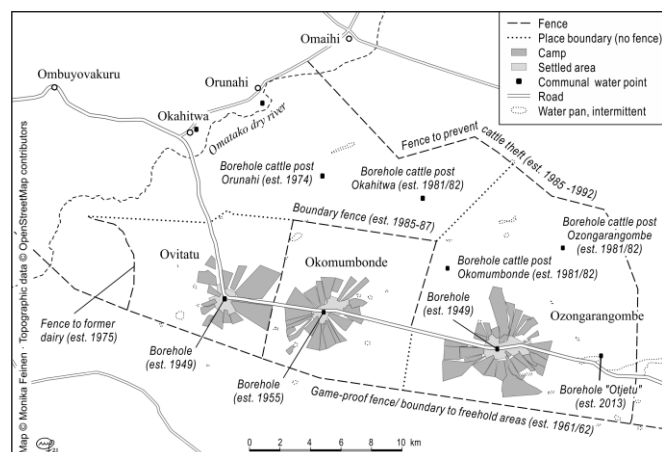 Omaihi
Ombuyovakuru
Orunahi
Okahitwa
Omatako dry river
Fence
Place boundary (no fence)
Camp
Settled area
Communal water point
Road
Water pan, intermittent
Fence to prevent cattle theft (est. 1985 -1992)
Borehole cattle post
Orunahi (est. 1974)
Borehole cattle post
Okahitwa (est. 1981/82)
Boundary fence (est. 1985-87)
Borehole cattle post
Ozongarangombe
(est. 1981/82)
Borehole cattle post
Okomumbonde (est. 1981/82)
Ovitatu
Okomumbonde
Borehole
(est. 1949)
Ozongarangombe
Fence to former
dairy (est. 1975)
Borehole
(est. 1949)
Borehole
(est. 1955)
Borehole "Otjetu"
(est. 2013)
Game-proof fence/ boundary to freehold areas (est. 1961/62)
0 2 4 6 8 10 km
Map © Monika Feinen · Topographic data © OpenStreetMap contributors